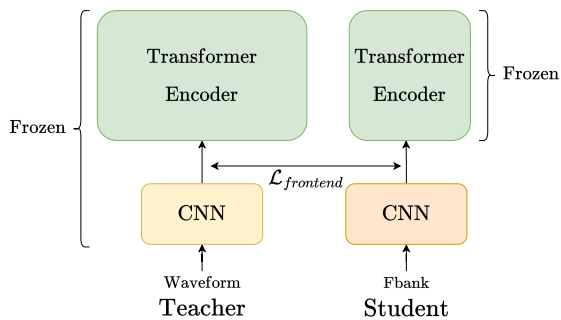 Transformer
Encoder
Transformer
Encoder
Frozen
Frozen
ℒ_frontend
CNN
CNN
Waveform
Teacher
Fbank
Student